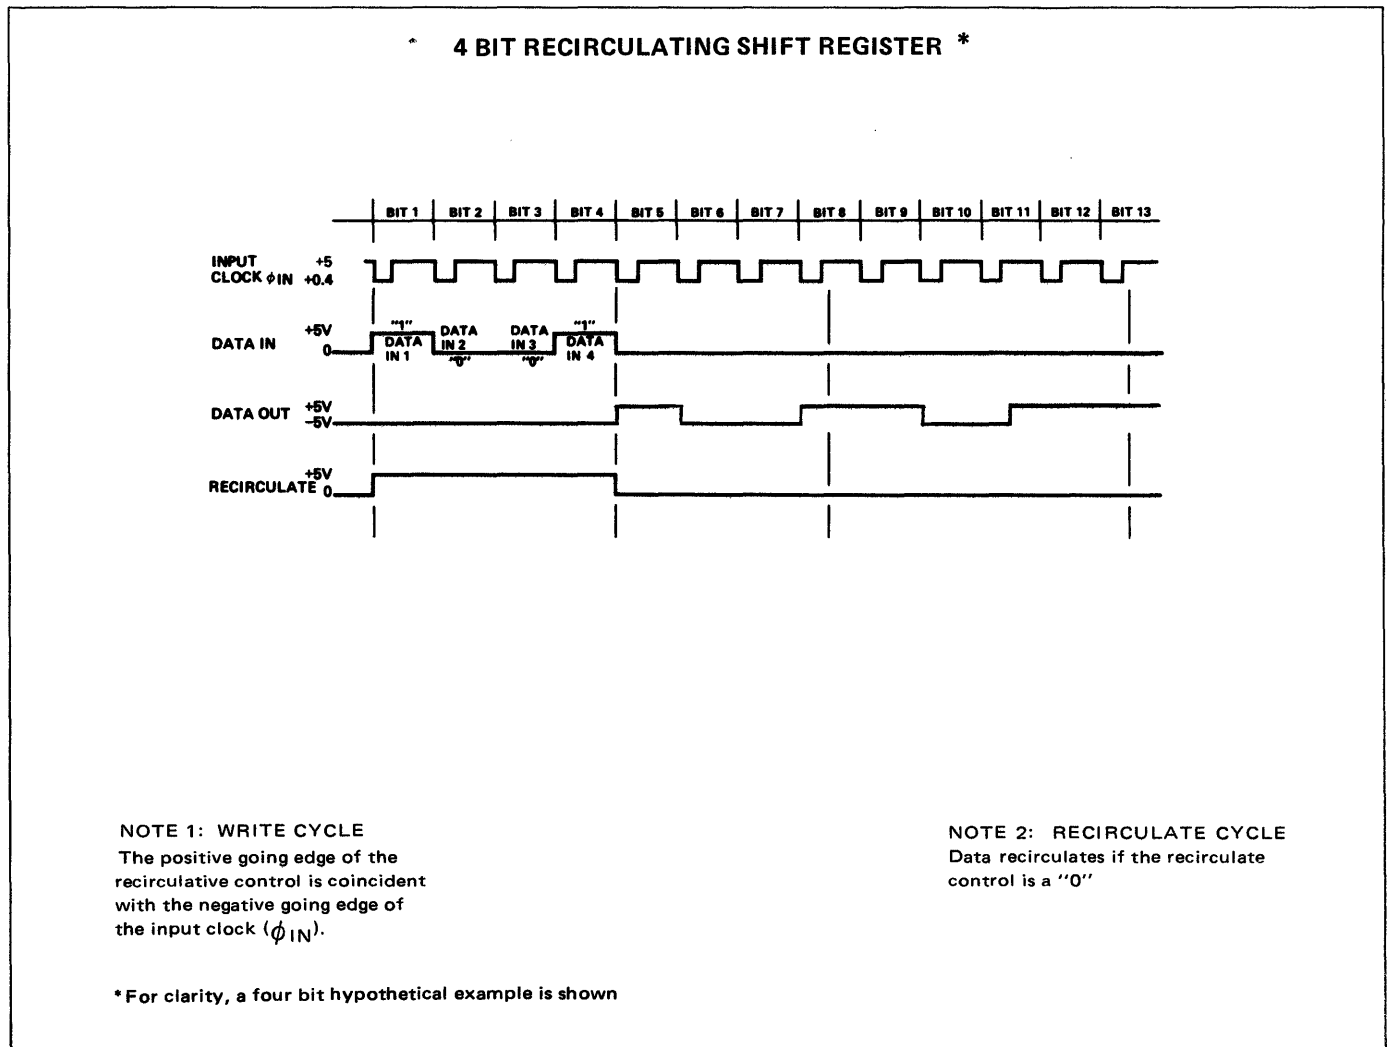 4 BIT RECIRCULATING SHIFT REGISTER *
BIT 1 BIT 2 BIT 3 BIT 4 BIT 5 BIT 6 BIT 7 BIT 8 BIT 9 BIT 10 BIT 11 BIT 12 BIT 13
INPUT +5
CLOCK ϕIN +0.4
DATA IN +5V 0
"1" DATA IN 1
DATA IN 2 "0"
DATA IN 3 "0"
"1" DATA IN 4
DATA OUT +5V −5V
RECIRCULATE +5V 0
NOTE 1: WRITE CYCLE
The positive going edge of the
recirculative control is coincident
with the negative going edge of
the input clock (ϕIN).
NOTE 2: RECIRCULATE CYCLE
Data recirculates if the recirculate
control is a "0"
*For clarity, a four bit hypothetical example is shown